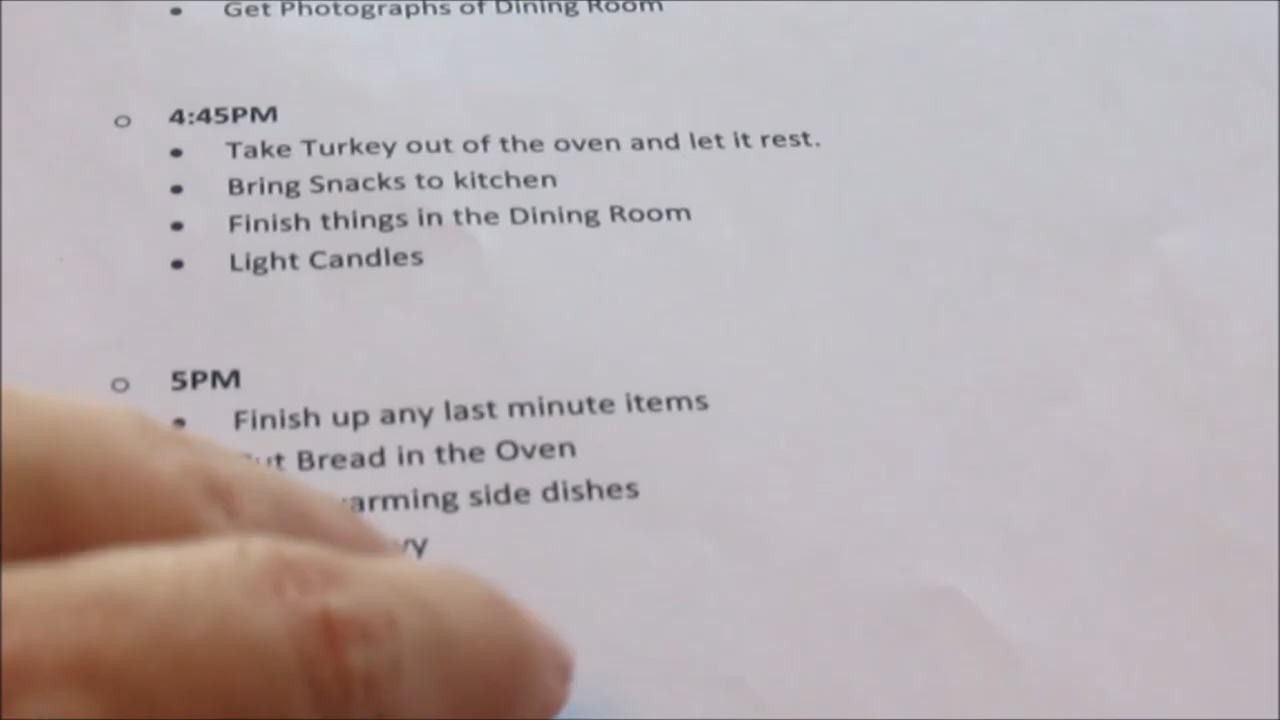 • Get Photographs of Dining Room
o 4:45PM
• Take Turkey out of the oven and let it rest.
• Bring Snacks to kitchen
• Finish things in the Dining Room
• Light Candles
o 5PM
• Finish up any last minute items
Bread in the Oven
side dishes